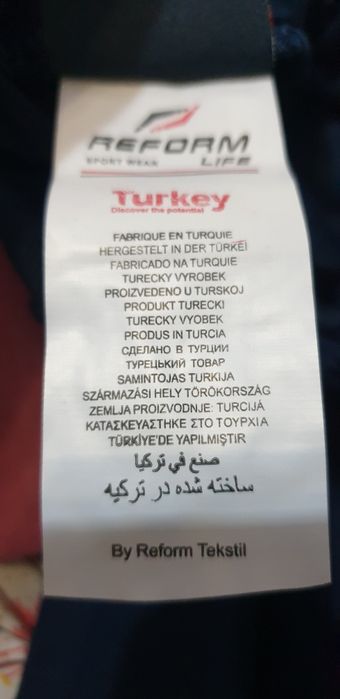 REFORM
SPORT WEAR LIFE
Turkey
Discover the potential
FABRIQUE EN TURQUIE
HERGESTELT IN DER TÜRKEI
FABRICADO NA TURQUIE
TURECKY VYROBEK
PROIZVEDENO U TURSKOJ
PRODUKT TURECKI
TURECKY VYOBEK
PRODUS IN TURCIA
СДЕЛАНО В ТУРЦИИ
ТУРЕЦЬКИЙ ТОВАР
SAMINTOJAS TURKIJA
SZÁRMAZÁSI HELY TÖRÖKORSZÁG
ZEMLJA PROIZVODNJE: TURCIJA
ΚΑΤΑΣΚΕΥΑΣΤΗΚΕ ΣΤΟ ΤΟΥΡΧΙΑ
TÜRKİYE'DE YAPILMIŞTIR
صنع في تركيا
ساخته شده در ترکیه
By Reform Tekstil